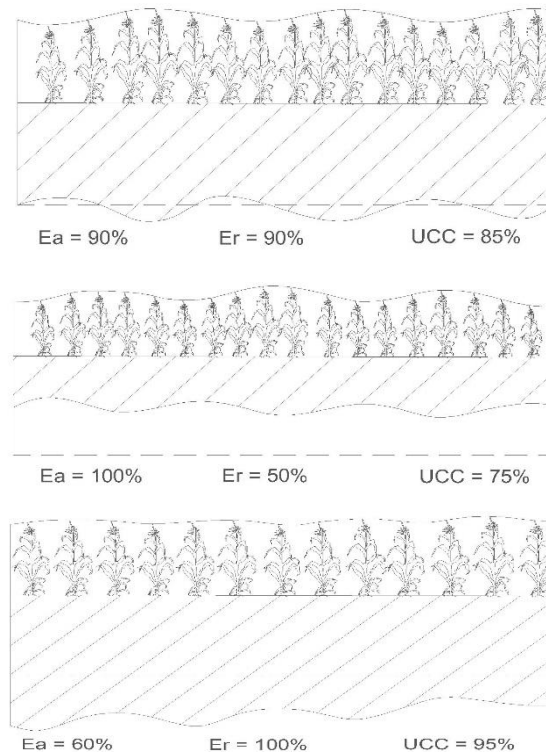 Ea = 90% Er = 90% UCC = 85%
Ea = 100% Er = 50% UCC = 75%
Ea = 60% Er = 100% UCC = 95%